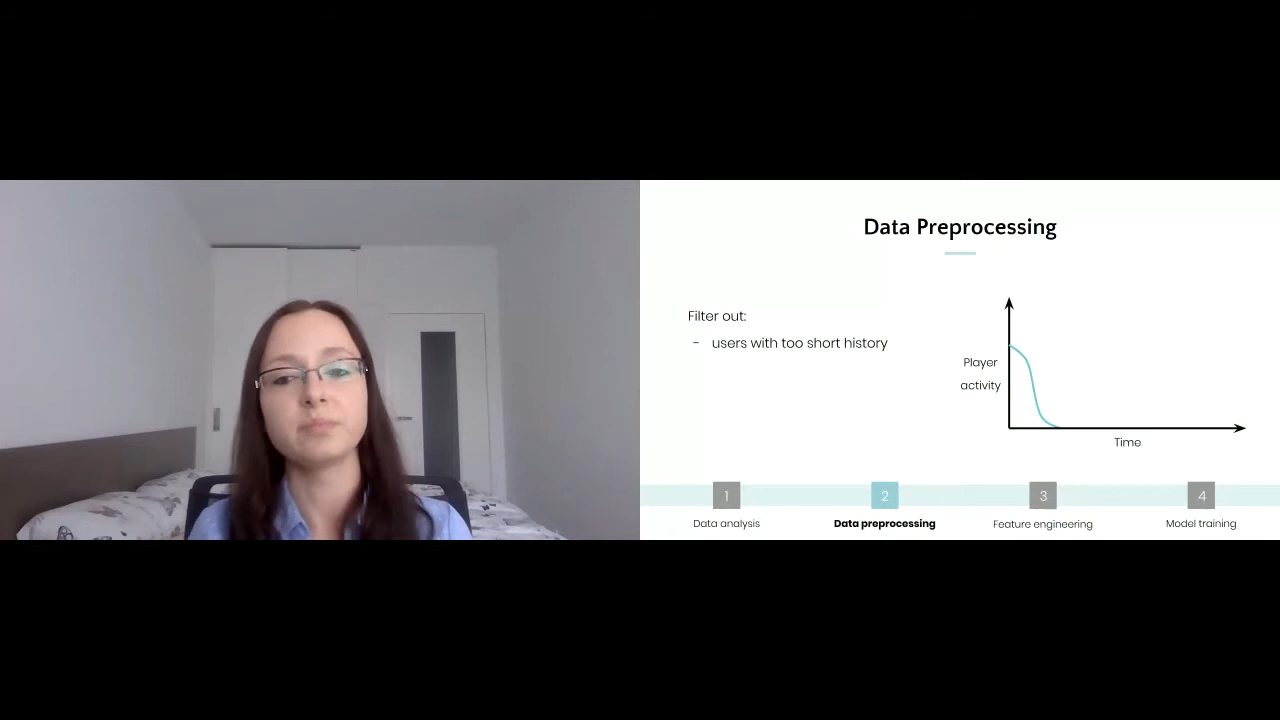 Data Preprocessing
Filter out:
- users with too short history
Player
activity
Time
1
2
3
4
Data analysis
Data preprocessing
Feature engineering
Model training